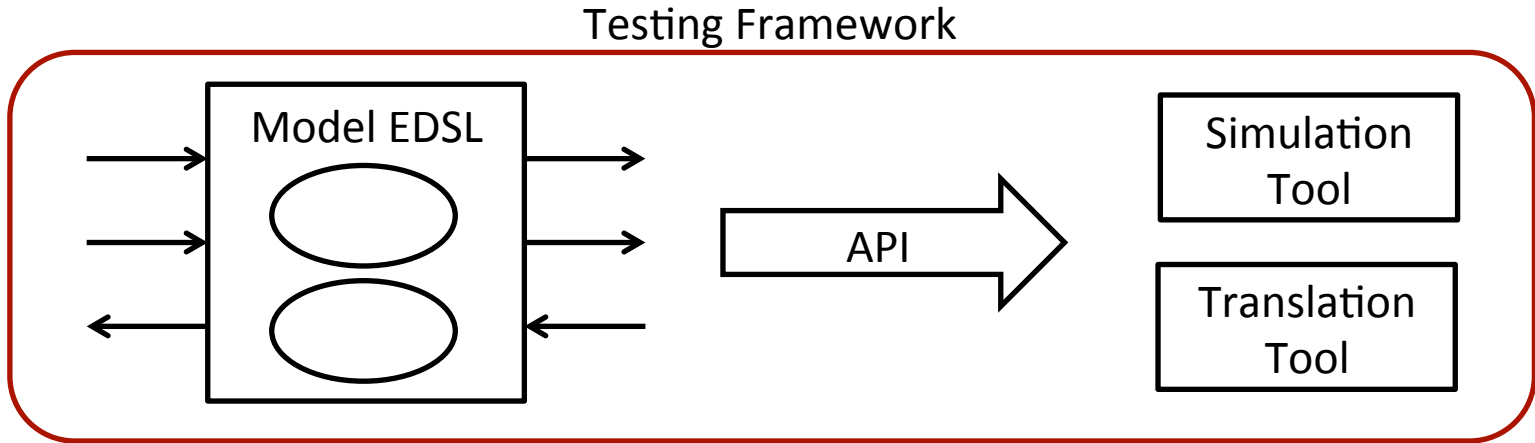 Testing Framework
Model EDSL
API
Simulation
Tool
Translation
Tool